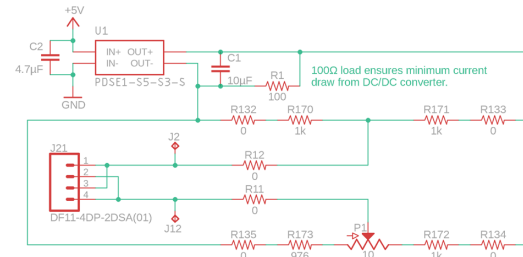 +5V
U1
C2
4.7µF
IN+ OUT+
IN- OUT-
PDSE1-S5-S3-S
GND
C1
10µF
R1
100
100Ω load ensures minimum current
draw from DC/DC converter.
R132
0
R170
1k
R171
1k
R133
0
J2
J21
1
2
3
4
DF11-4DP-2DSA(01)
R12
0
R11
0
J12
P1
10
R135
0
R173
976
R172
1k
R134
0